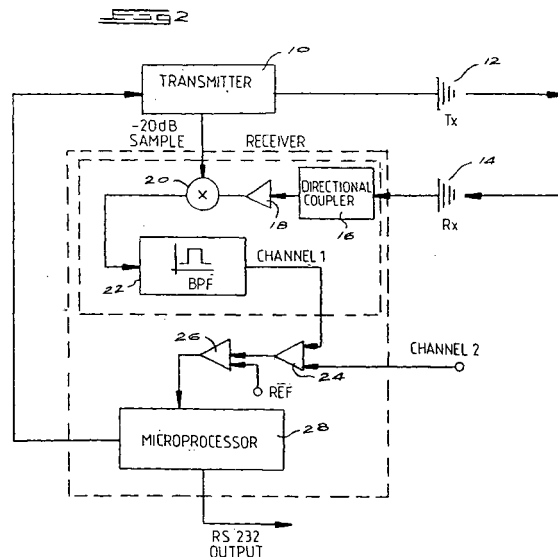 FIG 2
10
TRANSMITTER
12
Tx
-20dB
SAMPLE
RECEIVER
20
X
18
DIRECTIONAL
COUPLER
16
14
Rx
22
BPF
CHANNEL 1
26
24
CHANNEL 2
REF
MICROPROCESSOR
28
RS 232
OUTPUT